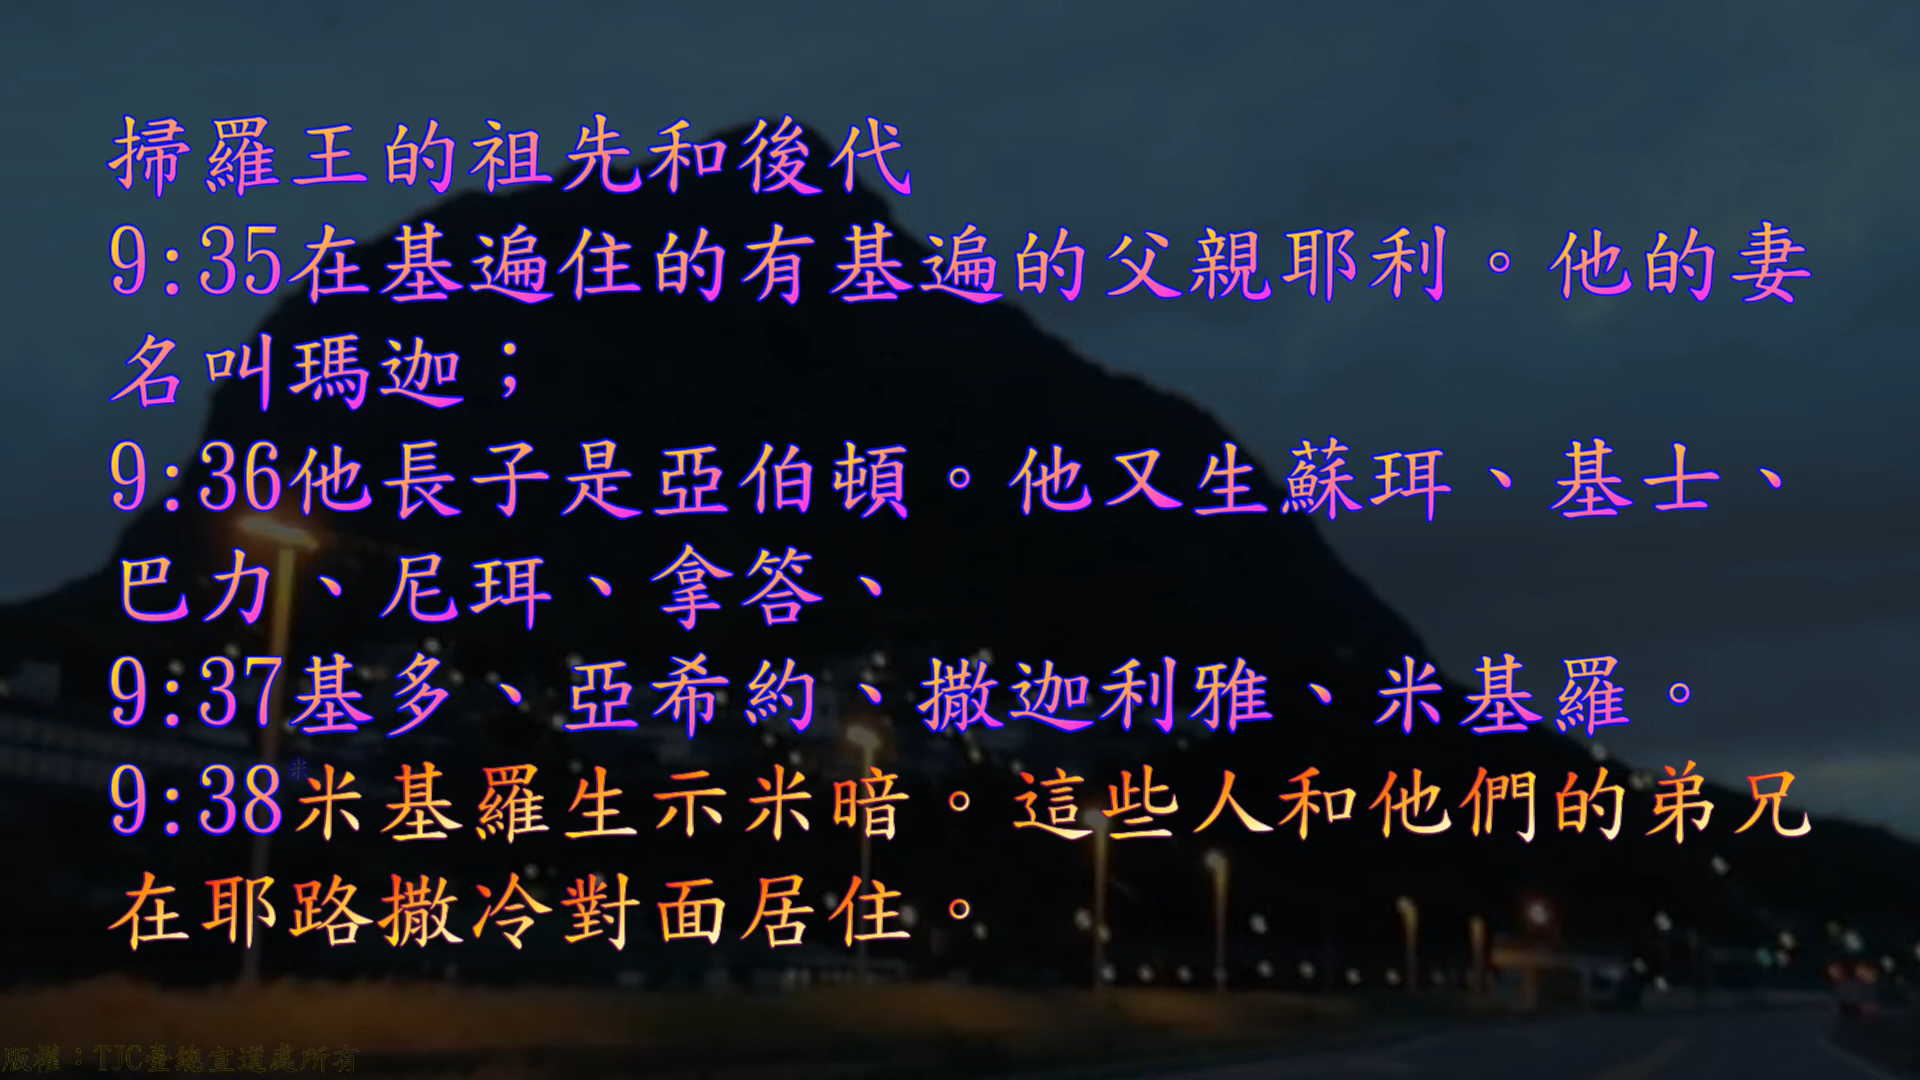 掃羅王的祖先和後代
9:35在基遍住的有基遍的父親耶利。他的妻
名叫瑪迦；
9:36他長子是亞伯頓。他又生蘇珥、基士、
巴力、尼珥、拿答、
9:37基多、亞希約、撒迦利雅、米基羅。
9:38米基羅生示米暗。這些人和他們的弟兄
在耶路撒冷對面居住。
版權：TJC臺總宣道處所有